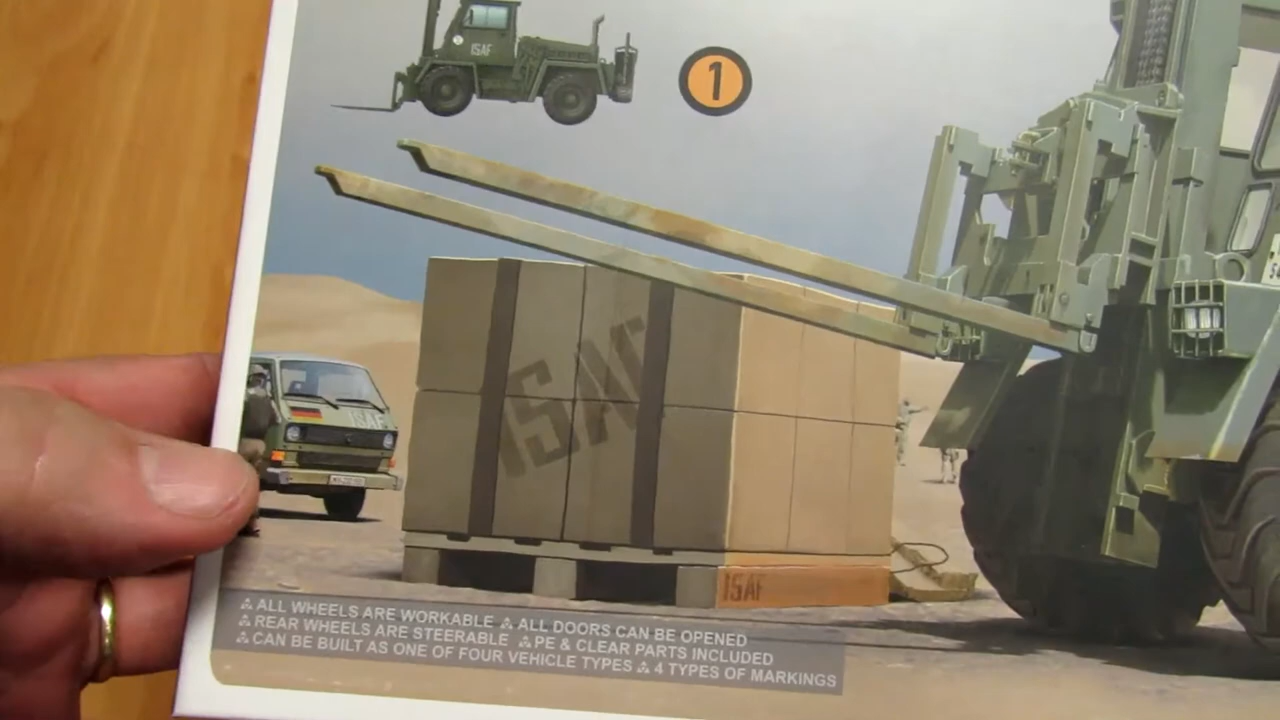 ISAF
1
ISAF
ISAF
ISAF
ALL WHEELS ARE WORKABLE ALL DOORS CAN BE OPENED
REAR WHEELS ARE STEERABLE PE & CLEAR PARTS INCLUDED
CAN BE BUILT AS ONE OF FOUR VEHICLE TYPES 4 TYPES OF MARKINGS